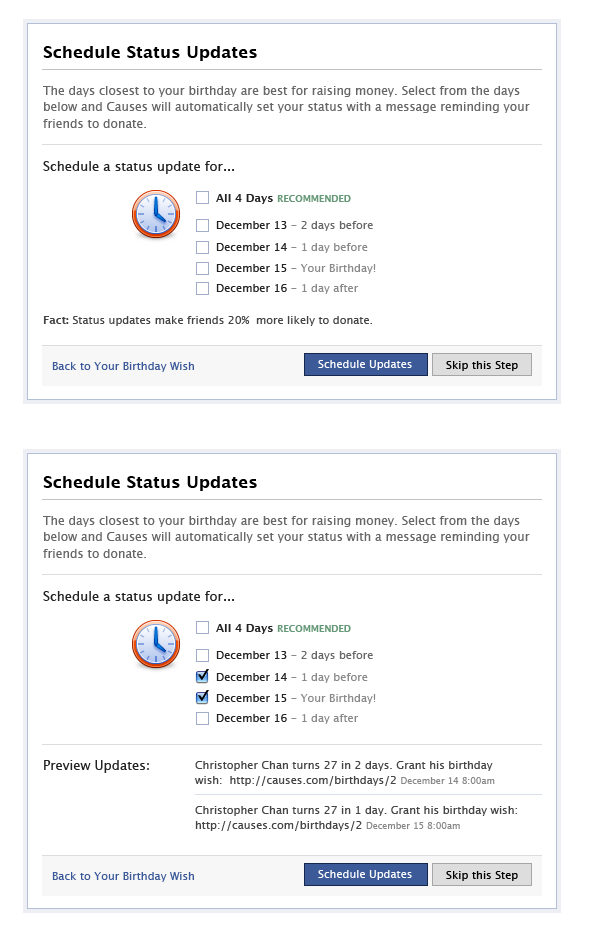 Schedule Status Updates
The days closest to your birthday are best for raising money. Select from the days
below and Causes will automatically set your status with a message reminding your
friends to donate.
Schedule a status update for...
All 4 Days RECOMMENDED
December 13 – 2 days before
December 14 – 1 day before
December 15 – Your Birthday!
December 16 – 1 day after
Fact: Status updates make friends 20% more likely to donate.
Back to Your Birthday Wish
Schedule Updates
Skip this Step
Schedule Status Updates
The days closest to your birthday are best for raising money. Select from the days
below and Causes will automatically set your status with a message reminding your
friends to donate.
Schedule a status update for...
All 4 Days RECOMMENDED
December 13 – 2 days before
December 14 – 1 day before
December 15 – Your Birthday!
December 16 – 1 day after
Preview Updates:
Christopher Chan turns 27 in 2 days. Grant his birthday
wish: http://causes.com/birthdays/2 December 14 8:00am
Christopher Chan turns 27 in 1 day. Grant his birthday wish:
http://causes.com/birthdays/2 December 15 8:00am
Back to Your Birthday Wish
Schedule Updates
Skip this Step